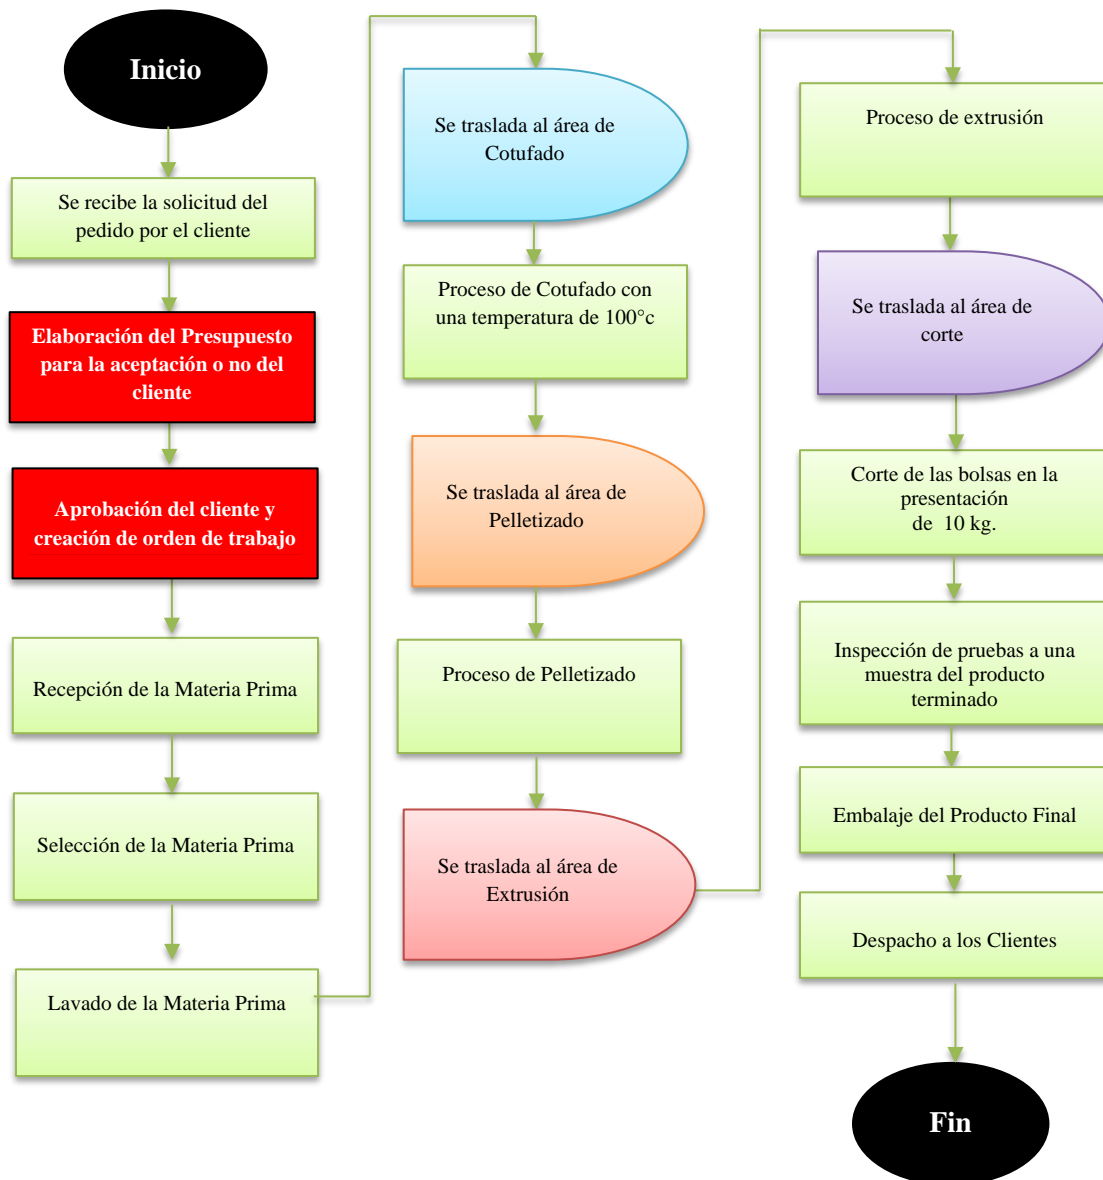 Inicio
Se recibe la solicitud del
pedido por el cliente
Elaboración del Presupuesto
para la aceptación o no del
cliente
Aprobación del cliente y
creación de orden de trabajo
Recepción de la Materia Prima
Selección de la Materia Prima
Lavado de la Materia Prima
Se traslada al área de
Cotufado
Proceso de Cotufado con
una temperatura de 100°c
Se traslada al área de
Pelletizado
Proceso de Pelletizado
Se traslada al área de
Extrusión
Proceso de extrusión
Se traslada al área de
corte
Corte de las bolsas en la
presentación
de 10 kg.
Inspección de pruebas a una
muestra del producto
terminado
Embalaje del Producto Final
Despacho a los Clientes
Fin